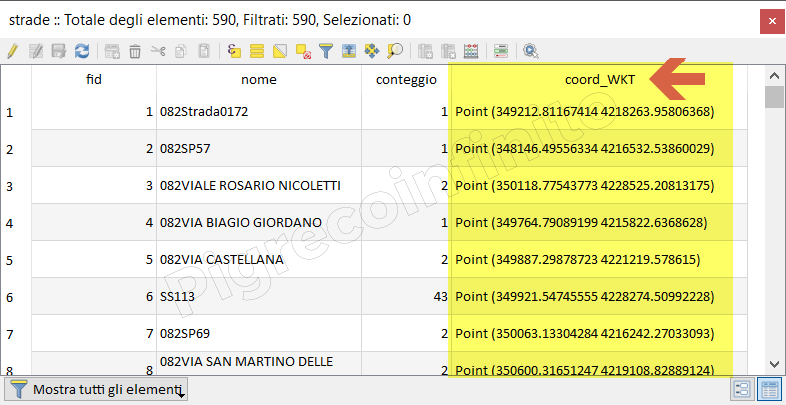 strade :: Totale degli elementi: 590, Filtrati: 590, Selezionati: 0
fid nome conteggio coord_WKT
1 1 082Strada0172 1 Point (349212.81167414 4218263.95806368)
2 2 082SP57 1 Point (348146.49556334 4216532.53860029)
3 3 082VIALE ROSARIO NICOLETTI 2 Point (350118.77543773 4228525.20813175)
4 4 082VIA BIAGIO GIORDANO 1 Point (349764.79089199 4215822.6368628)
5 5 082VIA CASTELLANA 2 Point (349887.29878723 4221219.578615)
6 6 SS113 43 Point (349921.54745555 4228274.50992228)
7 7 082SP69 2 Point (350063.13304284 4216242.27033093)
8 8 082VIA SAN MARTINO DELLE 2 Point (350600.31651247 4219108.82889124)
Pigrecoinfinito
Mostra tutti gli elementi